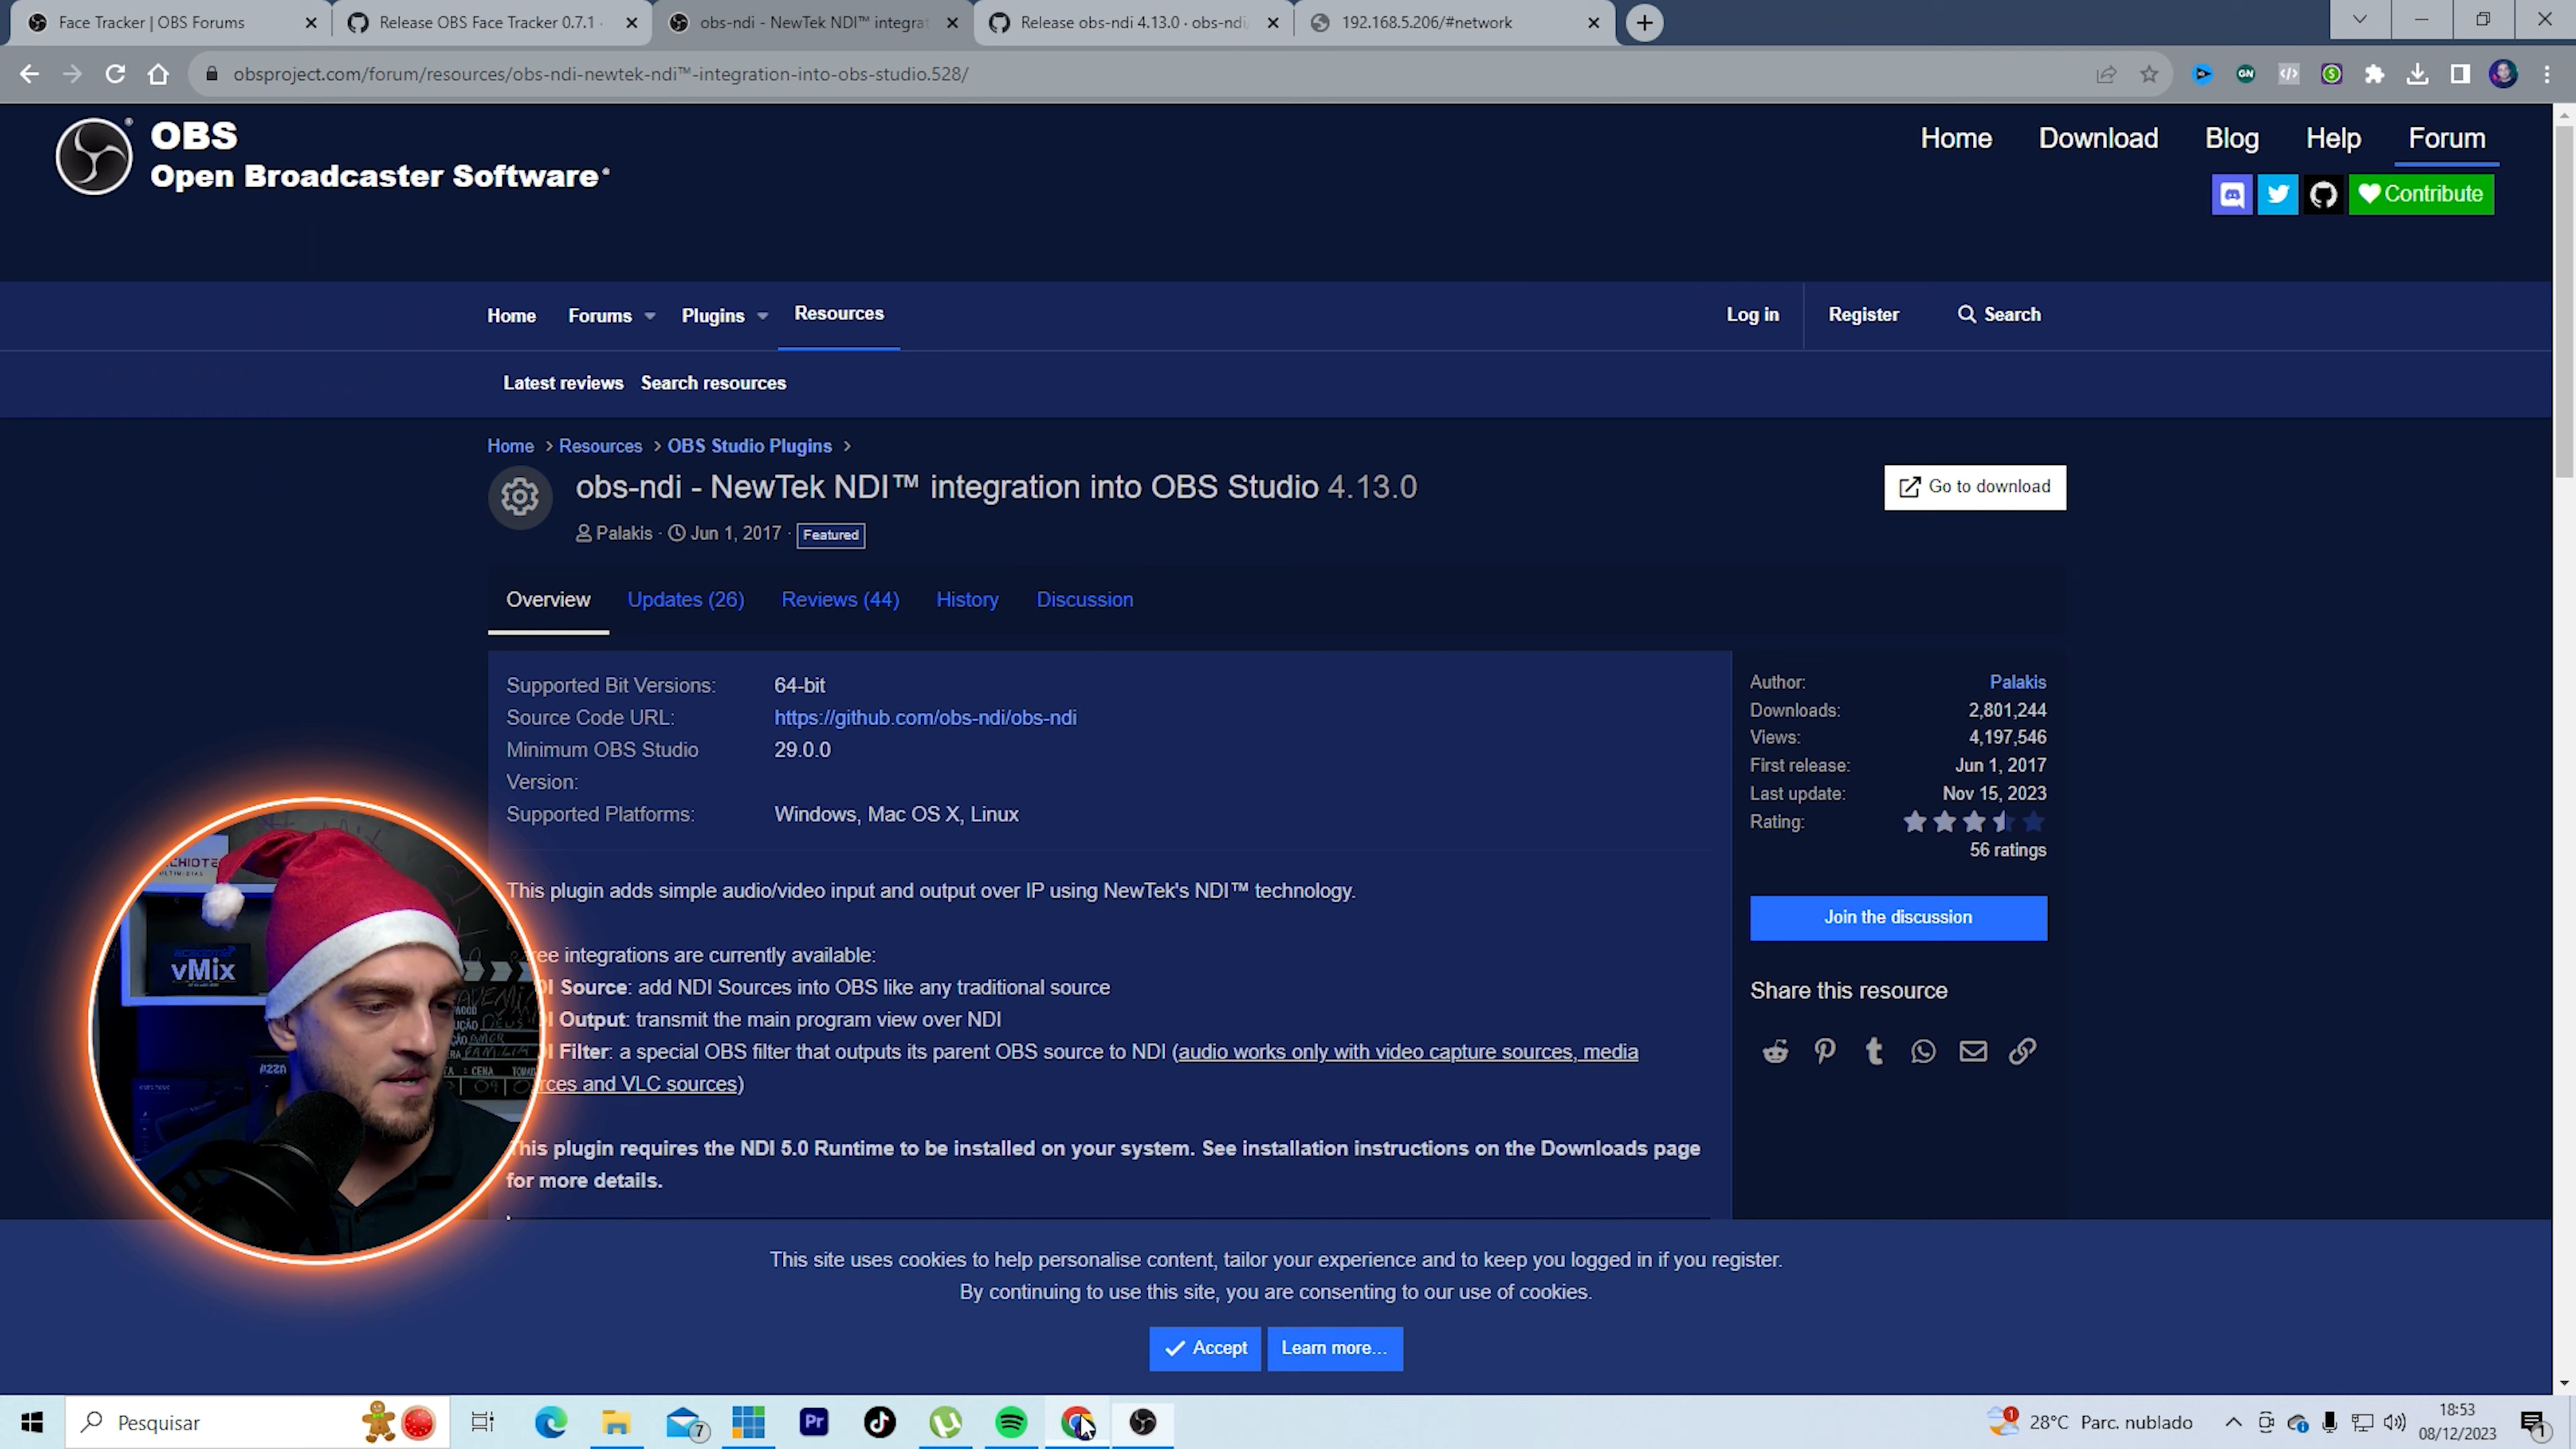 Face Tracker | OBS Forums
Release OBS Face Tracker 0.7.1 ·
obs-ndi - NewTek NDI™ integrat
Release obs-ndi 4.13.0 · obs-ndi/
192.168.5.206/#network
obsproject.com/forum/resources/obs-ndi-newtek-ndi™-integration-into-obs-studio.528/
OBS
Open Broadcaster Software
Home Download Blog Help Forum
Contribute
Home Forums Plugins Resources
Log in Register Search
Latest reviews Search resources
Home > Resources > OBS Studio Plugins >
obs-ndi - NewTek NDI™ integration into OBS Studio 4.13.0
Go to download
Palakis · Jun 1, 2017 · Featured
Overview Updates (26) Reviews (44) History Discussion
Supported Bit Versions: 64-bit
Source Code URL: https://github.com/obs-ndi/obs-ndi
Minimum OBS Studio 29.0.0
Version:
Supported Platforms: Windows, Mac OS X, Linux
This plugin adds simple audio/video input and output over IP using NewTek's NDI™ technology.
ree integrations are currently available:
DI Source: add NDI Sources into OBS like any traditional source
DI Output: transmit the main program view over NDI
DI Filter: a special OBS filter that outputs its parent OBS source to NDI (audio works only with video capture sources, media
rces and VLC sources)
This plugin requires the NDI 5.0 Runtime to be installed on your system. See installation instructions on the Downloads page
for more details.
Author: Palakis
Downloads: 2,801,244
Views: 4,197,546
First release: Jun 1, 2017
Last update: Nov 15, 2023
Rating:
56 ratings
Join the discussion
Share this resource
vMix
This site uses cookies to help personalise content, tailor your experience and to keep you logged in if you register.
By continuing to use this site, you are consenting to our use of cookies.
Accept Learn more…
Pesquisar
7
Pr
1
28°C Parc. nublado
18:53
08/12/2023
1